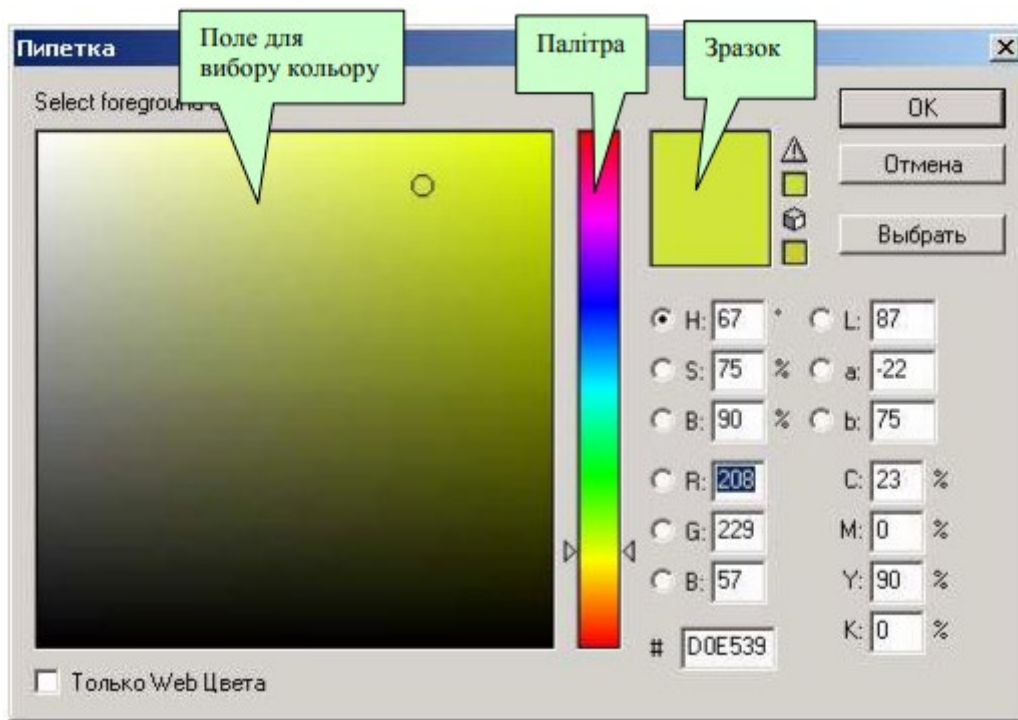 Пипетка
Поле для
вибору кольору
Палітра
Зразок
Select foreground
OK
Отмена
Выбрать
H: 67 °
L: 87
S: 75 %
a: -22
B: 90 %
b: 75
R: 208
C: 23 %
G: 229
M: 0 %
B: 57
Y: 90 %
# D0E539
K: 0 %
Только Web Цвета